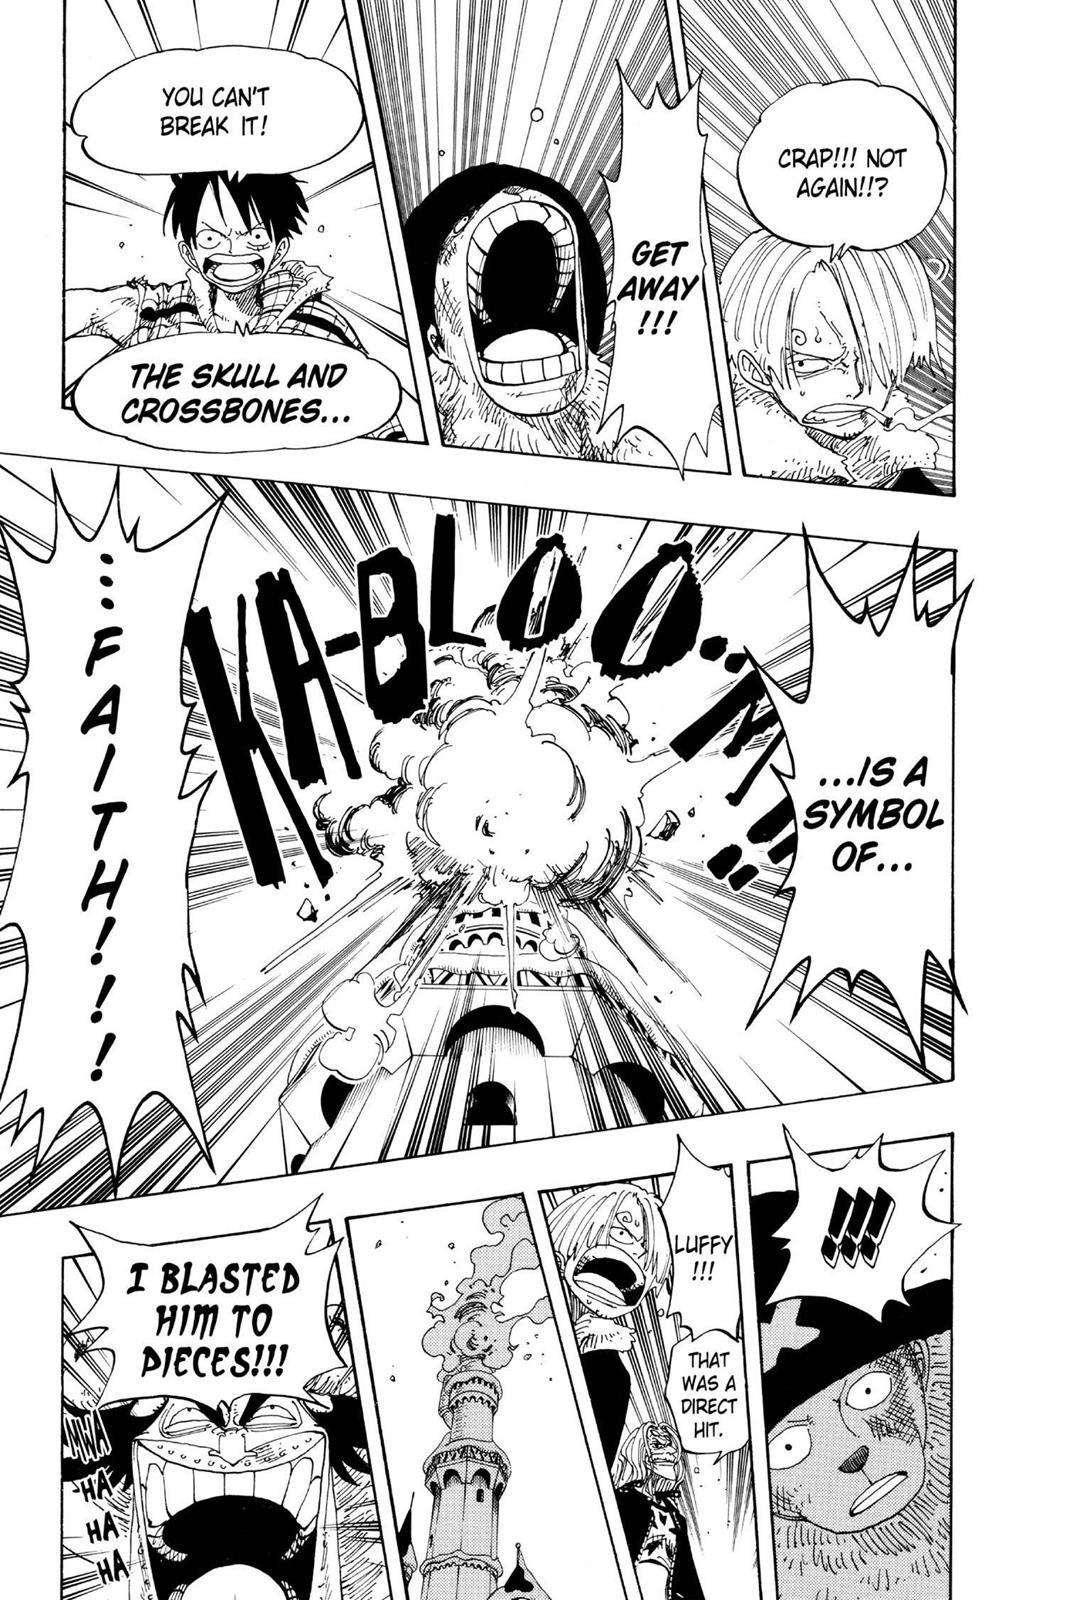 CRAP!!! NOT
AGAIN!!?
GET
AWAY
!!!
YOU CAN'T
BREAK IT!
THE SKULL AND
CROSSBONES...
...IS A
SYMBOL
OF...
KA-BLOO..M!!
...FAITH!!!!
!!!
LUFFY
!!!
THAT
WAS A
DIRECT
HIT.
I BLASTED
HIM TO
PIECES!!!
MWA
HA
HA
HA